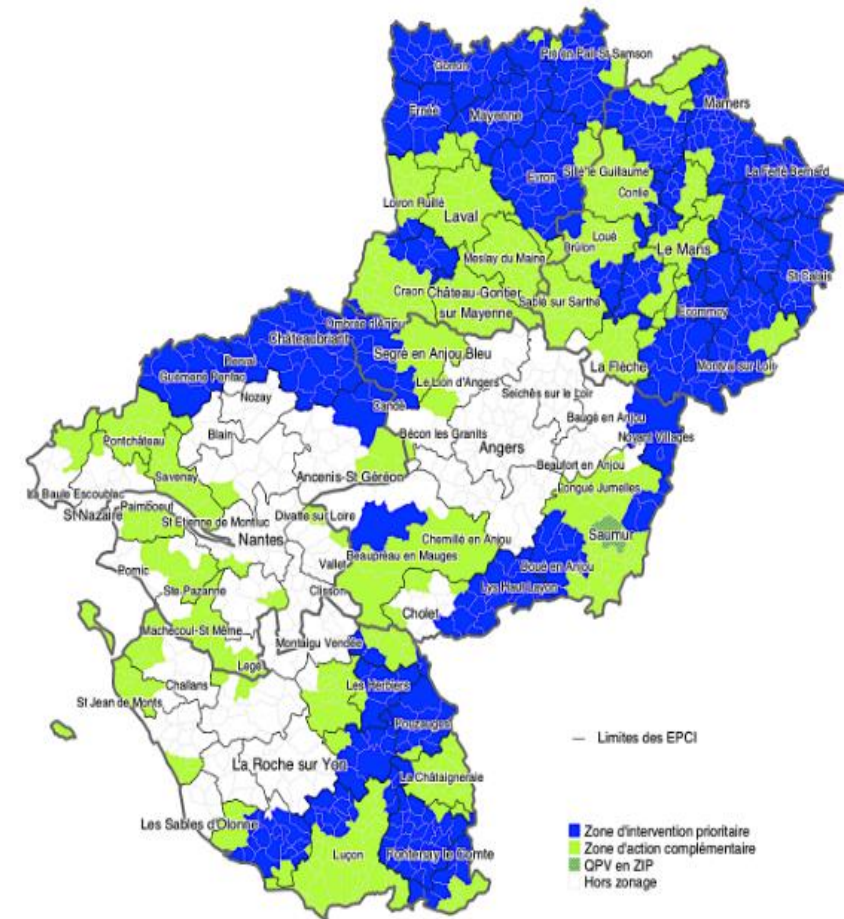 Gorron
Pré en Pail-St Samson
Ernée
Mayenne
Mamers
La Ferté Bernard
Evron
Sillé le Guillaume
Conlie
Loiron Ruillé
Laval
Loué
Brûlon
Le Mans
Meslay du Maine
St Calais
Craon
Château-Gontier
sur Mayenne
Sablé sur Sarthe
Ecommoy
Ombrée d'Anjou
Châteaubriant
Segré en Anjou Bleu
La Flèche
Montval sur Loir
Derval
Guémené Penfao
Nozay
Candé
Le Lion d'Angers
Seichês sur le Loir
Baugé en Anjou
Noyant Villages
Blain
Bécon les Granits
Angers
Pontchâteau
Savenay
Ancenis-St Géréon
Beaufort en Anjou
Longué Jumelles
La Baule Escoublac
Paimboeuf
St Nazaire
St Etienne de Montluc
Divatte sur Loire
Nantes
Chemillé en Anjou
Saumur
Beaupréau en Mauges
Vallet
Doué en Anjou
Lys Haut Layon
Pornic
Ste Pazanne
Clisson
Cholet
Machecoul-St Même
Montaigu Vendée
Legé
Challans
Les Herbiers
St Jean de Monts
Pouzauges
La Roche sur Yon
La Châtaigneraie
Les Sables d'Olonne
Luçon
Fontenay le Comte
Limites des EPCI
Zone d'intervention prioritaire
Zone d'action complémentaire
QPV en ZIP
Hors zonage